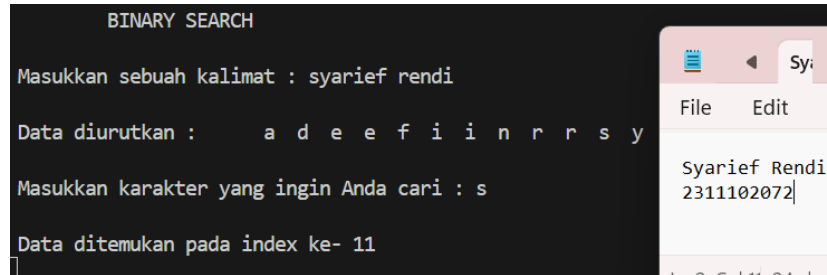 BINARY SEARCH
Masukkan sebuah kalimat : syarief rendi
Data diurutkan : a d e e f i i n r r s y
Masukkan karakter yang ingin Anda cari : s
Data ditemukan pada index ke- 11
File Edit
Syarief Rendi
2311102072